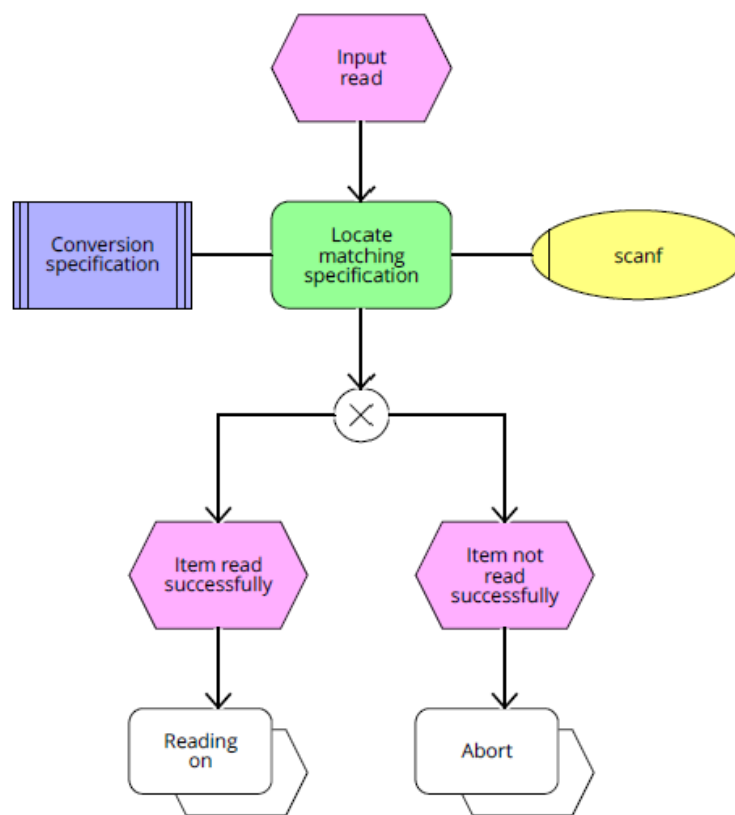 Input
read
Conversion
specification
Locate
matching
specification
scanf
Item read
successfully
Item not
read
successfully
Reading
on
Abort